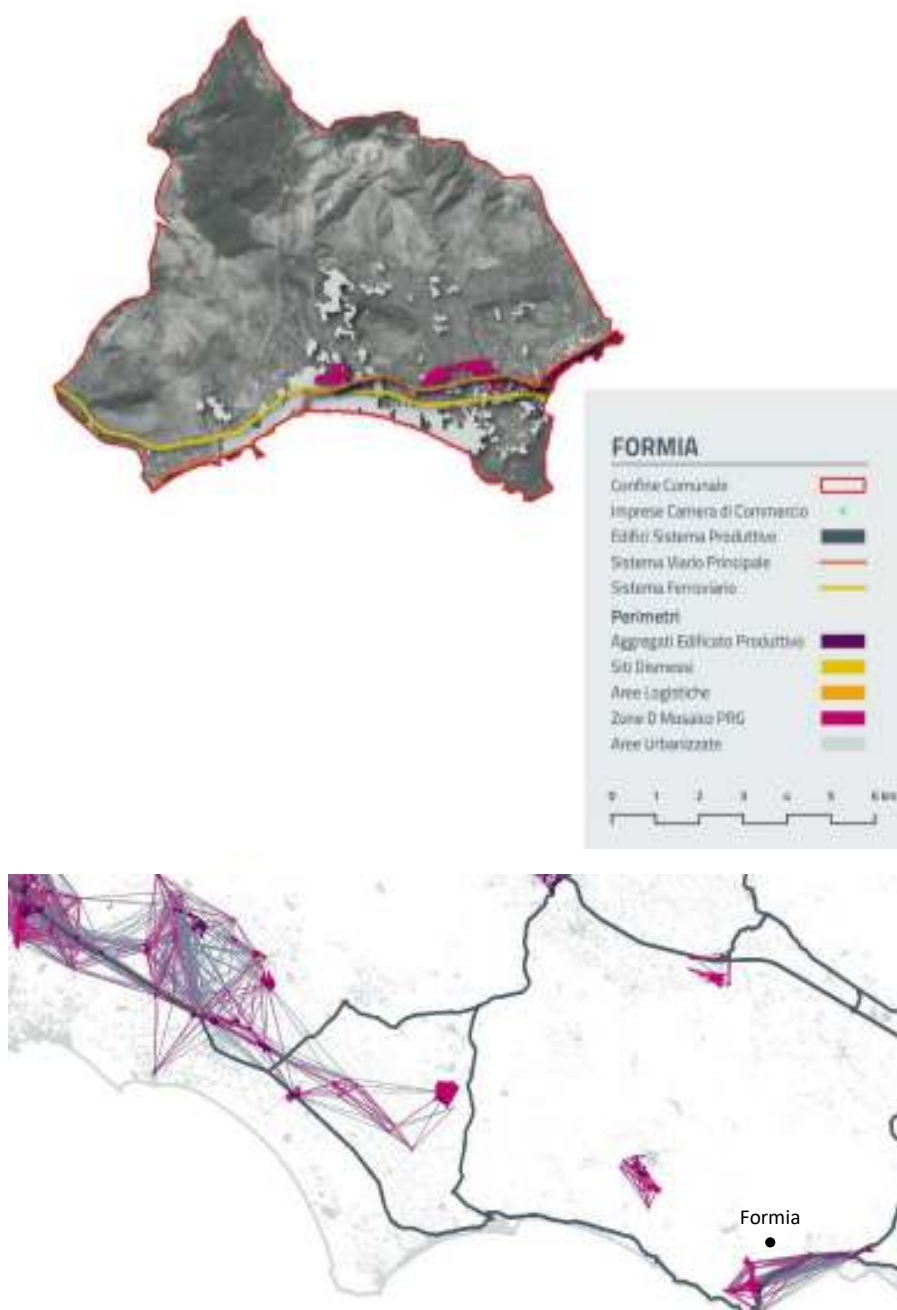 FORMIA
Confine Comunale
Imprese Camera di Commercio
Edifici Sistema Produttivo
Sistema Viario Principale
Sistema Ferroviario
Perimetri
Aggregati Edificato Produttivo
Siti Dismessi
Aree Logistiche
Zone D Mosaico PRG
Aree Urbanizzate
0 1 2 3 4 5 6 km
Formia